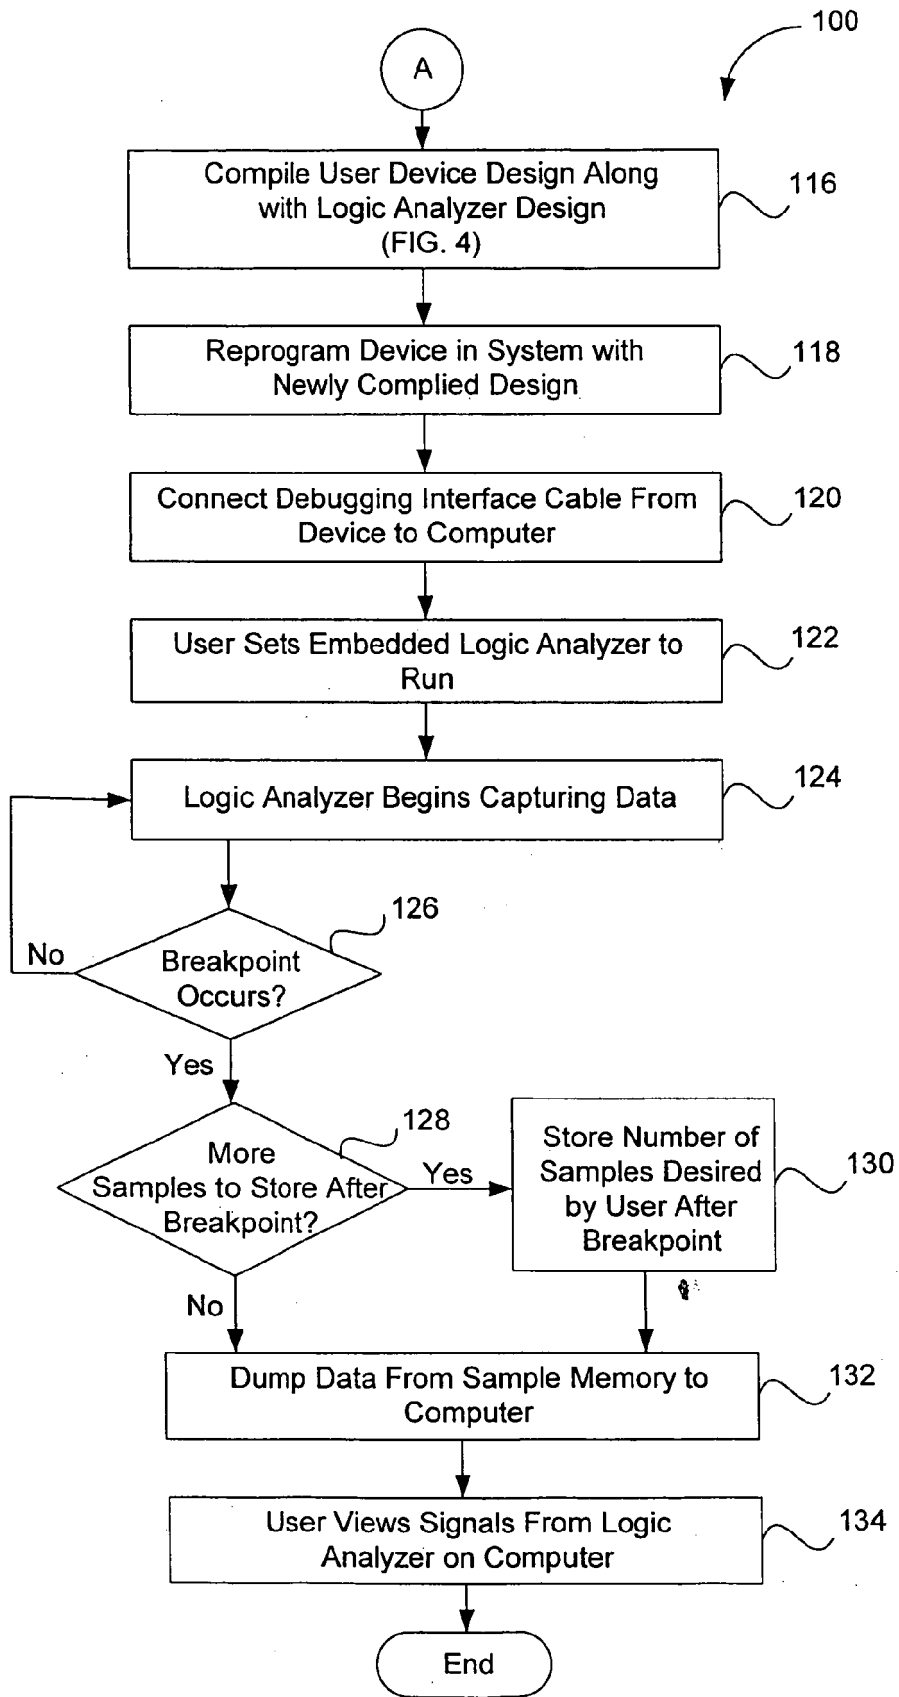 100
A
Compile User Device Design Along
with Logic Analyzer Design
(FIG. 4)
116
Reprogram Device in System with
Newly Complied Design
118
Connect Debugging Interface Cable From
Device to Computer
120
User Sets Embedded Logic Analyzer to
Run
122
Logic Analyzer Begins Capturing Data
124
126
No
Breakpoint
Occurs?
Yes
128
More
Samples to Store After
Breakpoint?
Yes
Store Number of
Samples Desired
by User After
Breakpoint
130
No
Dump Data From Sample Memory to
Computer
132
User Views Signals From Logic
Analyzer on Computer
134
End